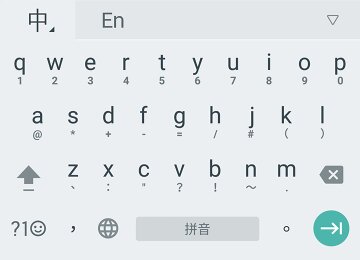 中 En
q w e r t y u i o p
1 2 3 4 5 6 7 8 9 0
a s d f g h j k l
@ * + - = / # ( )
z x c v b n m
、 : " ? ! ～ .
?1☺ , 拼音 。